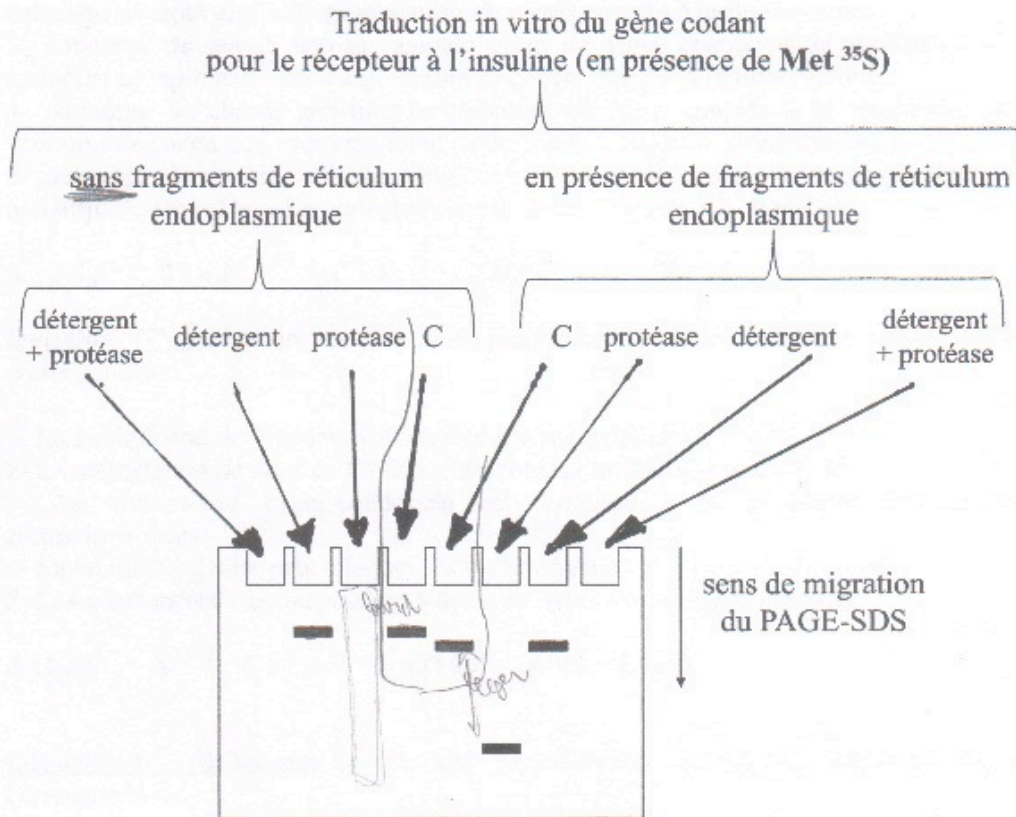 Traduction in vitro du gène codant
pour le récepteur à l'insuline (en présence de Met ³⁵S)
sans fragments de réticulum
endoplasmique
en présence de fragments de réticulum
endoplasmique
détergent
+ protéase
détergent
protéase
C
C
protéase
détergent
détergent
+ protéase
sens de migration
du PAGE-SDS
lourd
léger